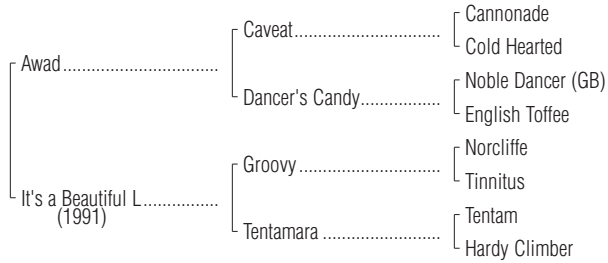 Cannonade
Caveat
Cold Hearted
Awad
Noble Dancer (GB)
Dancer's Candy
English Toffee
Norcliffe
Groovy
Tinnitus
It's a Beautiful L
(1991)
Tentam
Tentamara
Hardy Climber